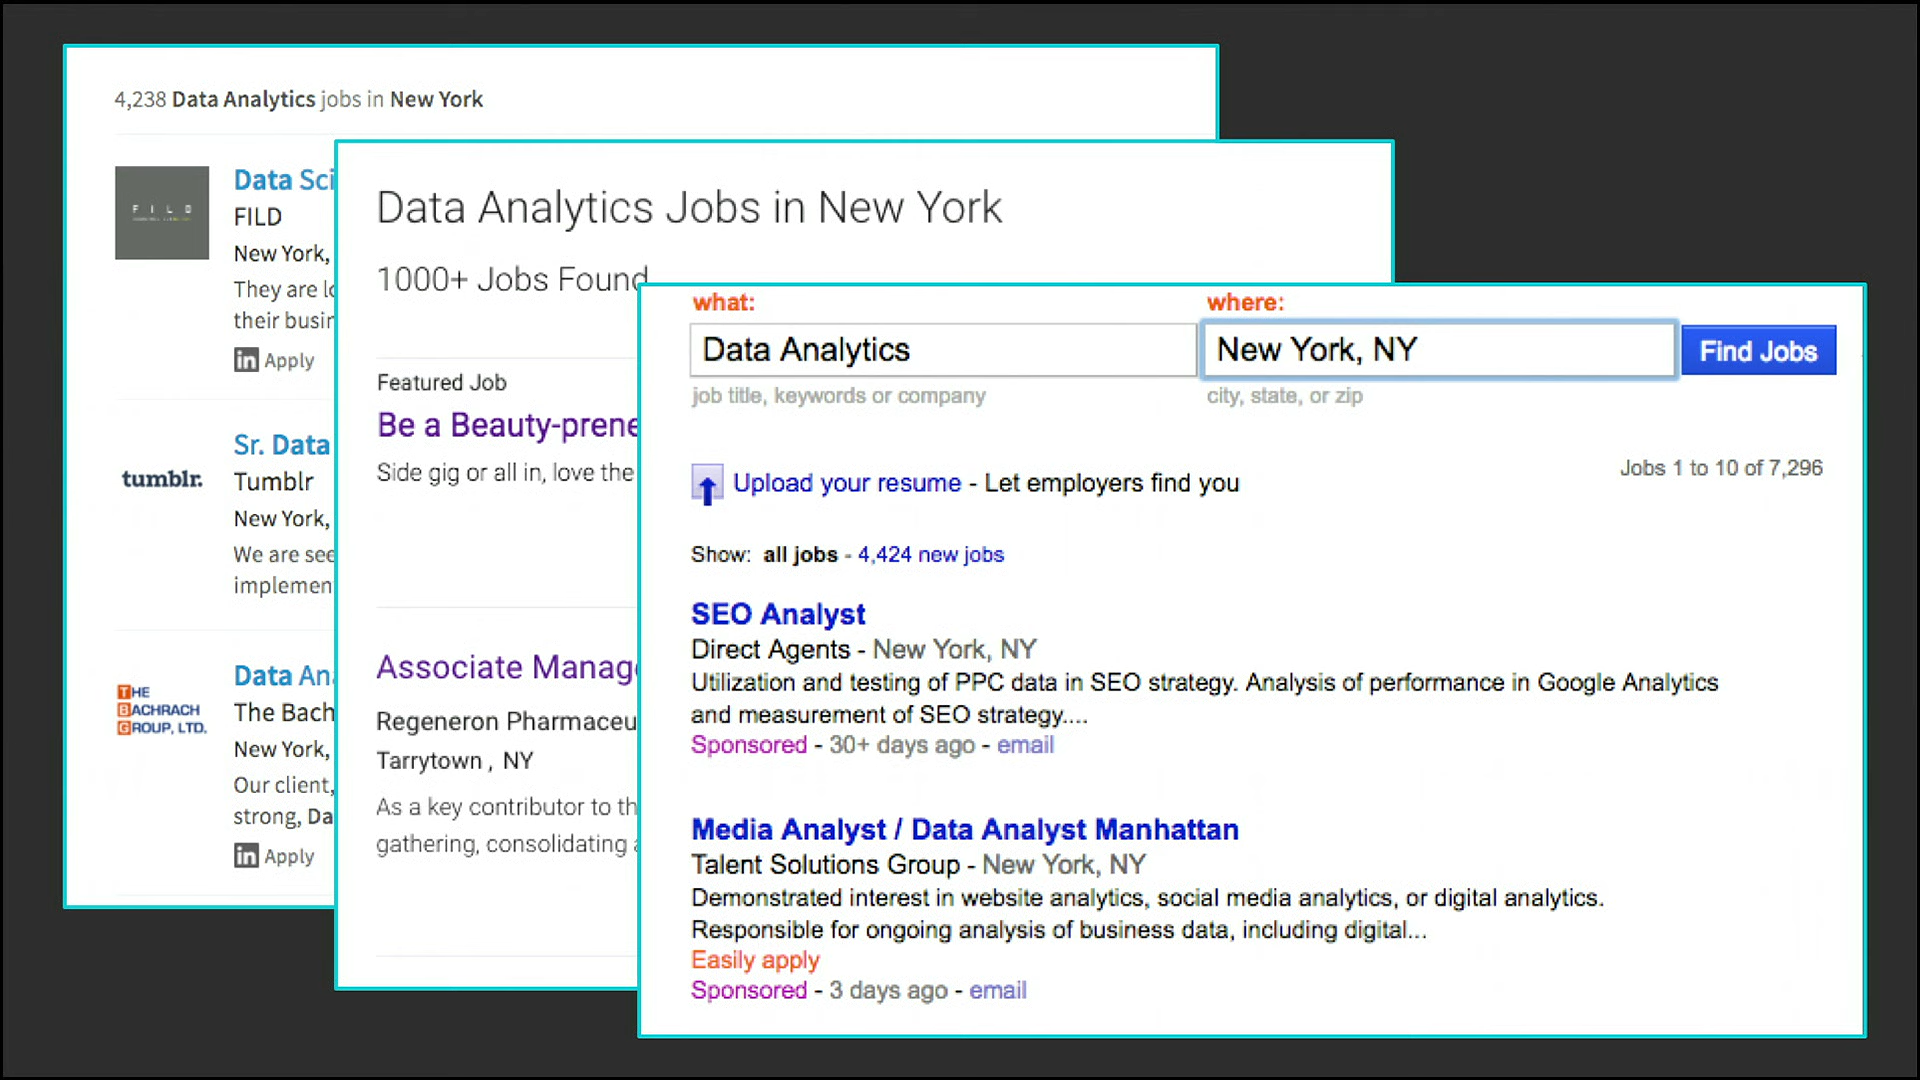 4,238 Data Analytics jobs in New York
FILD
Data Sci
FILD
New York,
They are lo
their busin
in Apply
tumblr.
Sr. Data
Tumblr
New York,
We are see
implemen
THE
BACHRACH
GROUP, LTD.
Data Ana
The Bach
New York,
Our client,
strong, Da
in Apply
Data Analytics Jobs in New York
1000+ Jobs Found
Featured Job
Be a Beauty-prene
Side gig or all in, love the
Associate Manage
Regeneron Pharmaceu
Tarrytown , NY
As a key contributor to th
gathering, consolidating a
what: where:
Data Analytics New York, NY Find Jobs
job title, keywords or company city, state, or zip
Jobs 1 to 10 of 7,296
Upload your resume - Let employers find you
Show: all jobs - 4,424 new jobs
SEO Analyst
Direct Agents - New York, NY
Utilization and testing of PPC data in SEO strategy. Analysis of performance in Google Analytics
and measurement of SEO strategy....
Sponsored - 30+ days ago - email
Media Analyst / Data Analyst Manhattan
Talent Solutions Group - New York, NY
Demonstrated interest in website analytics, social media analytics, or digital analytics.
Responsible for ongoing analysis of business data, including digital...
Easily apply
Sponsored - 3 days ago - email